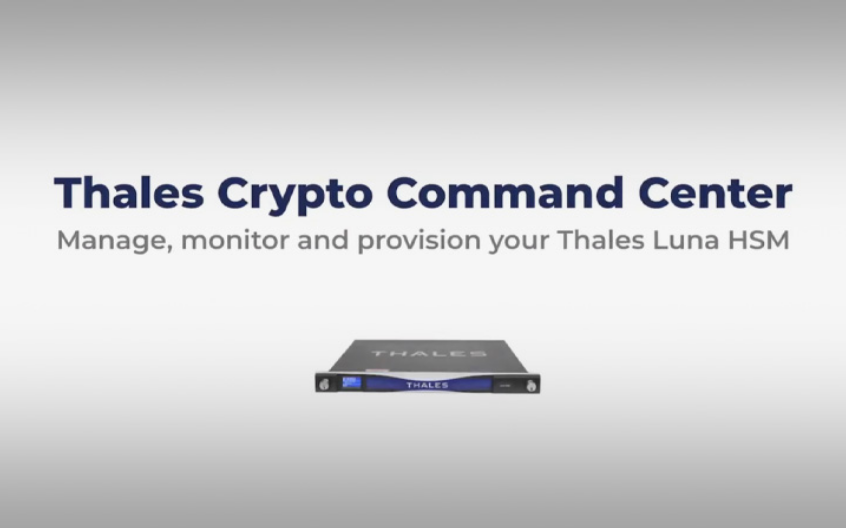 Thales Crypto Command Center
Manage, monitor and provision your Thales Luna HSM
THALES
THALES